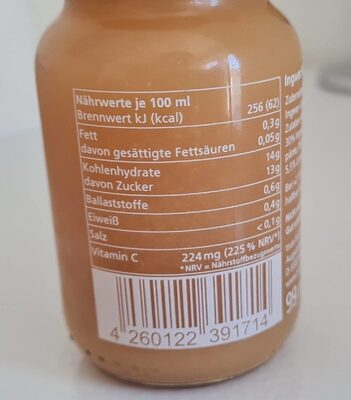 Nährwerte je 100 ml
Brennwert kJ (kcal) 256 (62)
Fett 0,3g
davon gesättigte Fettsäuren 0,05g
Kohlenhydrate 14g
davon Zucker 13g
Ballaststoffe 0,6g
Eiweiß 0,4g
Salz <0,1g
Vitamin C 224mg (225% NRV*)
*NRV = Nährstoffbezugswerte
4 260122 391714